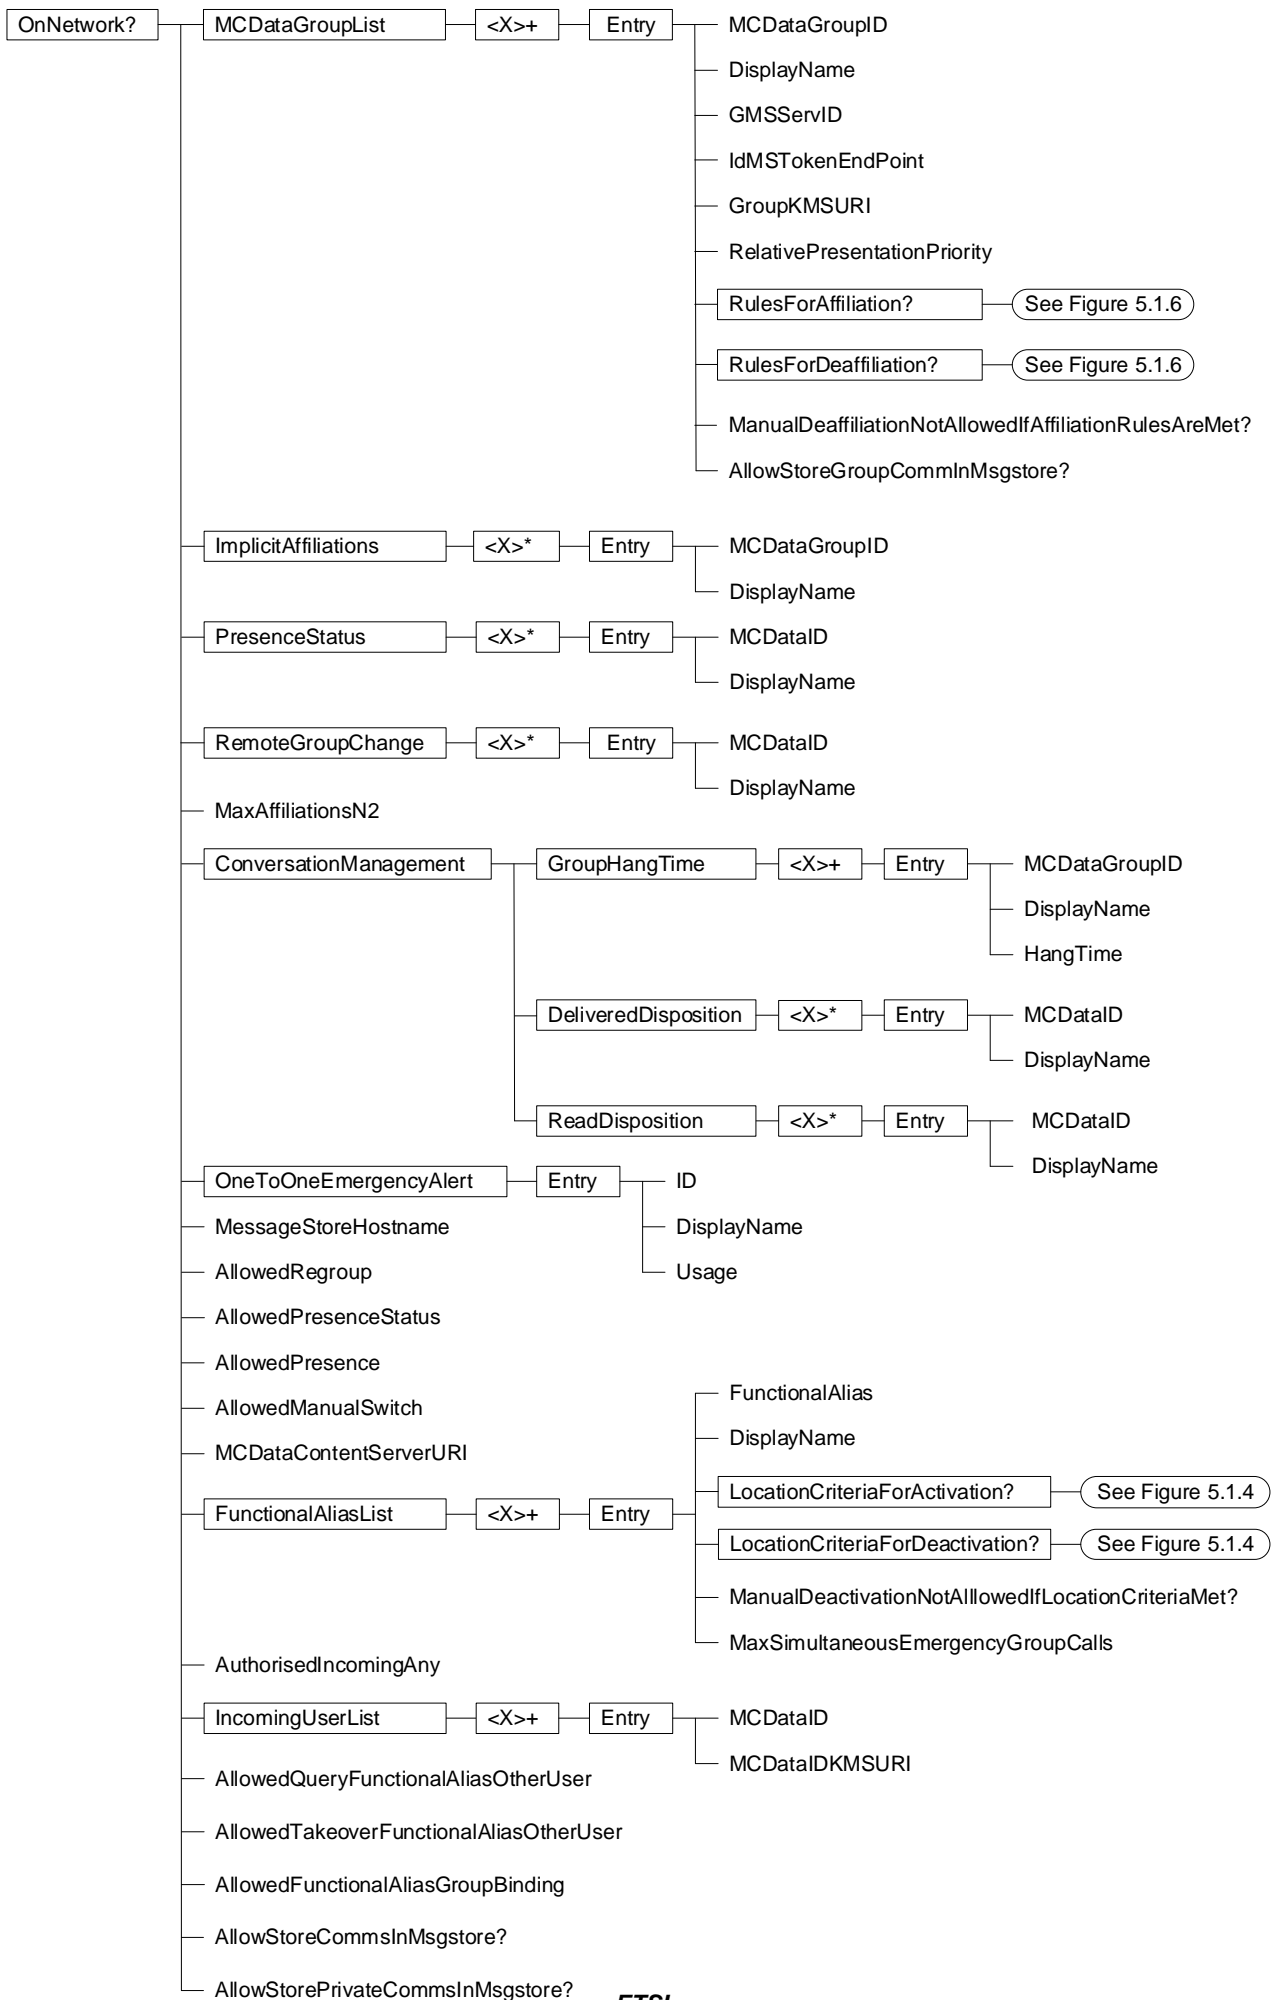 OnNetwork? MCDataGroupList <X>+ Entry MCDataGroupID
DisplayName
GMSServID
IdMSTokenEndPoint
GroupKMSURI
RelativePresentationPriority
RulesForAffiliation? See Figure 5.1.6
RulesForDeaffiliation? See Figure 5.1.6
ManualDeaffiliationNotAllowedIfAffiliationRulesAreMet?
AllowStoreGroupCommInMsgstore?
ImplicitAffiliations <X>* Entry MCDataGroupID
DisplayName
PresenceStatus <X>* Entry MCDataID
DisplayName
RemoteGroupChange <X>* Entry MCDataID
DisplayName
MaxAffiliationsN2
ConversationManagement GroupHangTime <X>+ Entry MCDataGroupID
DisplayName
HangTime
DeliveredDisposition <X>* Entry MCDataID
DisplayName
ReadDisposition <X>* Entry MCDataID
DisplayName
OneToOneEmergencyAlert Entry ID
MessageStoreHostname DisplayName
AllowedRegroup Usage
AllowedPresenceStatus
AllowedPresence
FunctionalAlias
AllowedManualSwitch
DisplayName
MCDataContentServerURI
LocationCriteriaForActivation? See Figure 5.1.4
FunctionalAliasList <X>+ Entry
LocationCriteriaForDeactivation? See Figure 5.1.4
ManualDeactivationNotAlllowedIfLocationCriteriaMet?
MaxSimultaneousEmergencyGroupCalls
AuthorisedIncomingAny
IncomingUserList <X>+ Entry MCDataID
MCDataIDKMSURI
AllowedQueryFunctionalAliasOtherUser
AllowedTakeoverFunctionalAliasOtherUser
AllowedFunctionalAliasGroupBinding
AllowStoreCommsInMsgstore?
AllowStorePrivateCommsInMsgstore?
ETSI